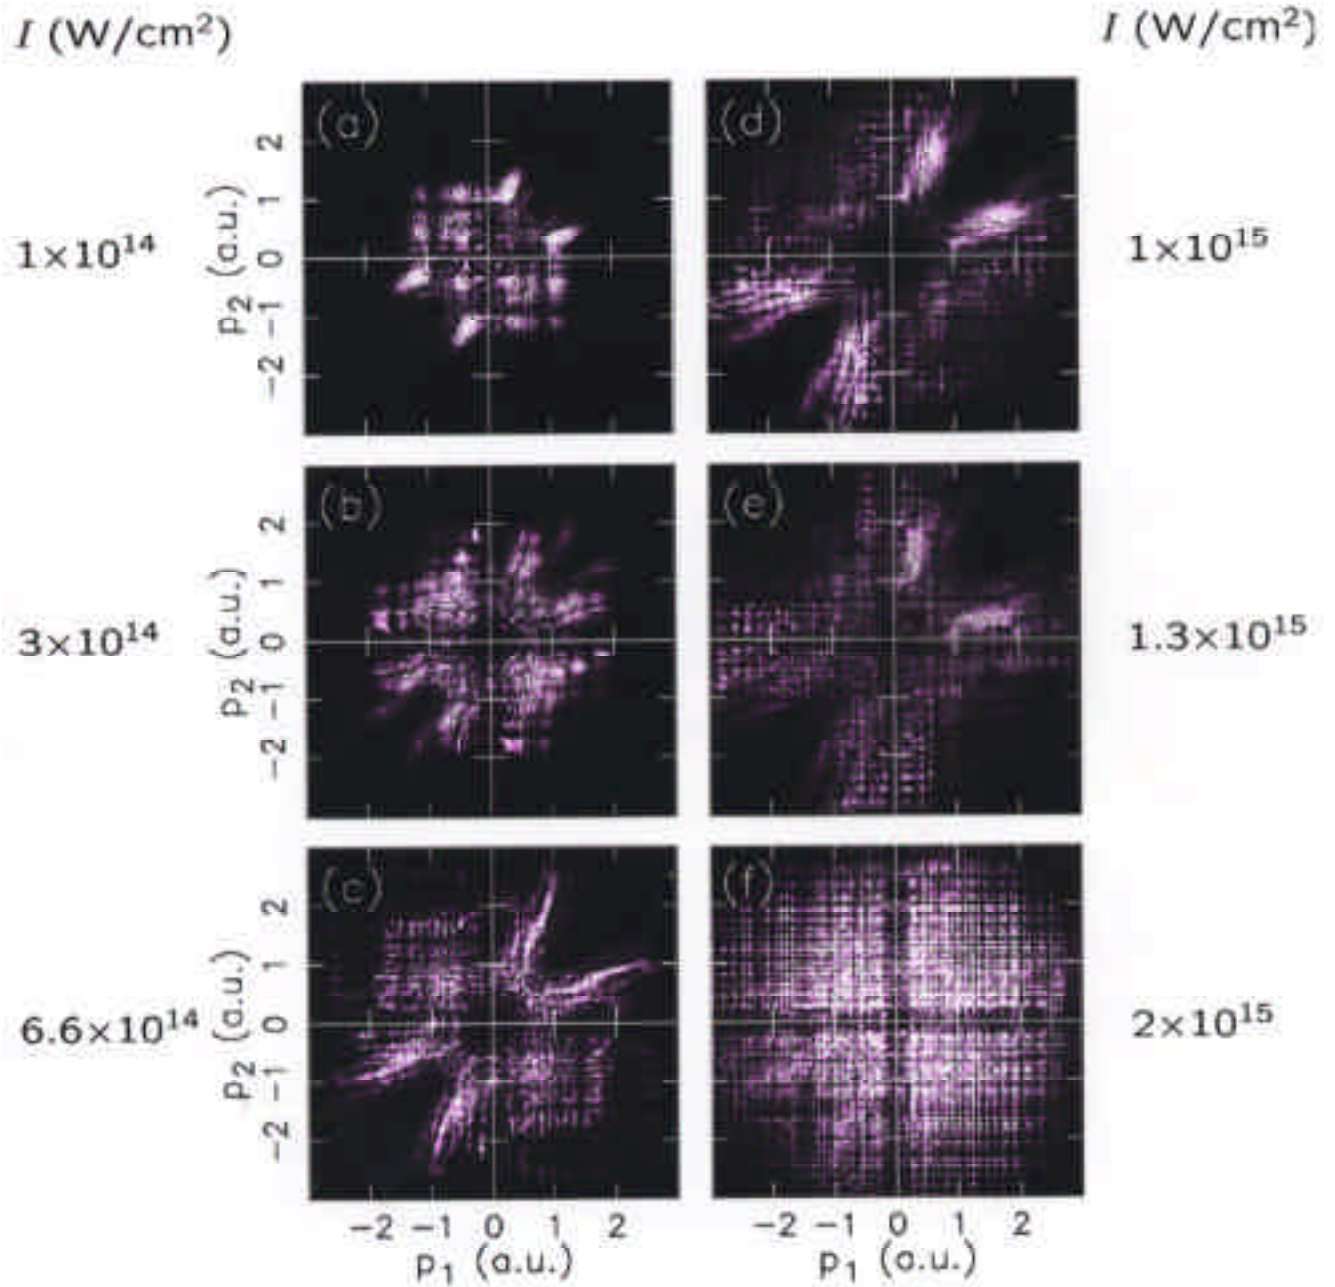 I (W/cm²) I (W/cm²)
(a) (d)
2 1 0 −1 −2
p₂ (a.u.)
1×10¹⁴ 1×10¹⁵
(b) (e)
2 1 0 −1 −2
p₂ (a.u.)
3×10¹⁴ 1.3×10¹⁵
(c) (f)
2 1 0 −1 −2
p₂ (a.u.)
6.6×10¹⁴ 2×10¹⁵
−2 −1 0 1 2 −2 −1 0 1 2
p₁ (a.u.) p₁ (a.u.)